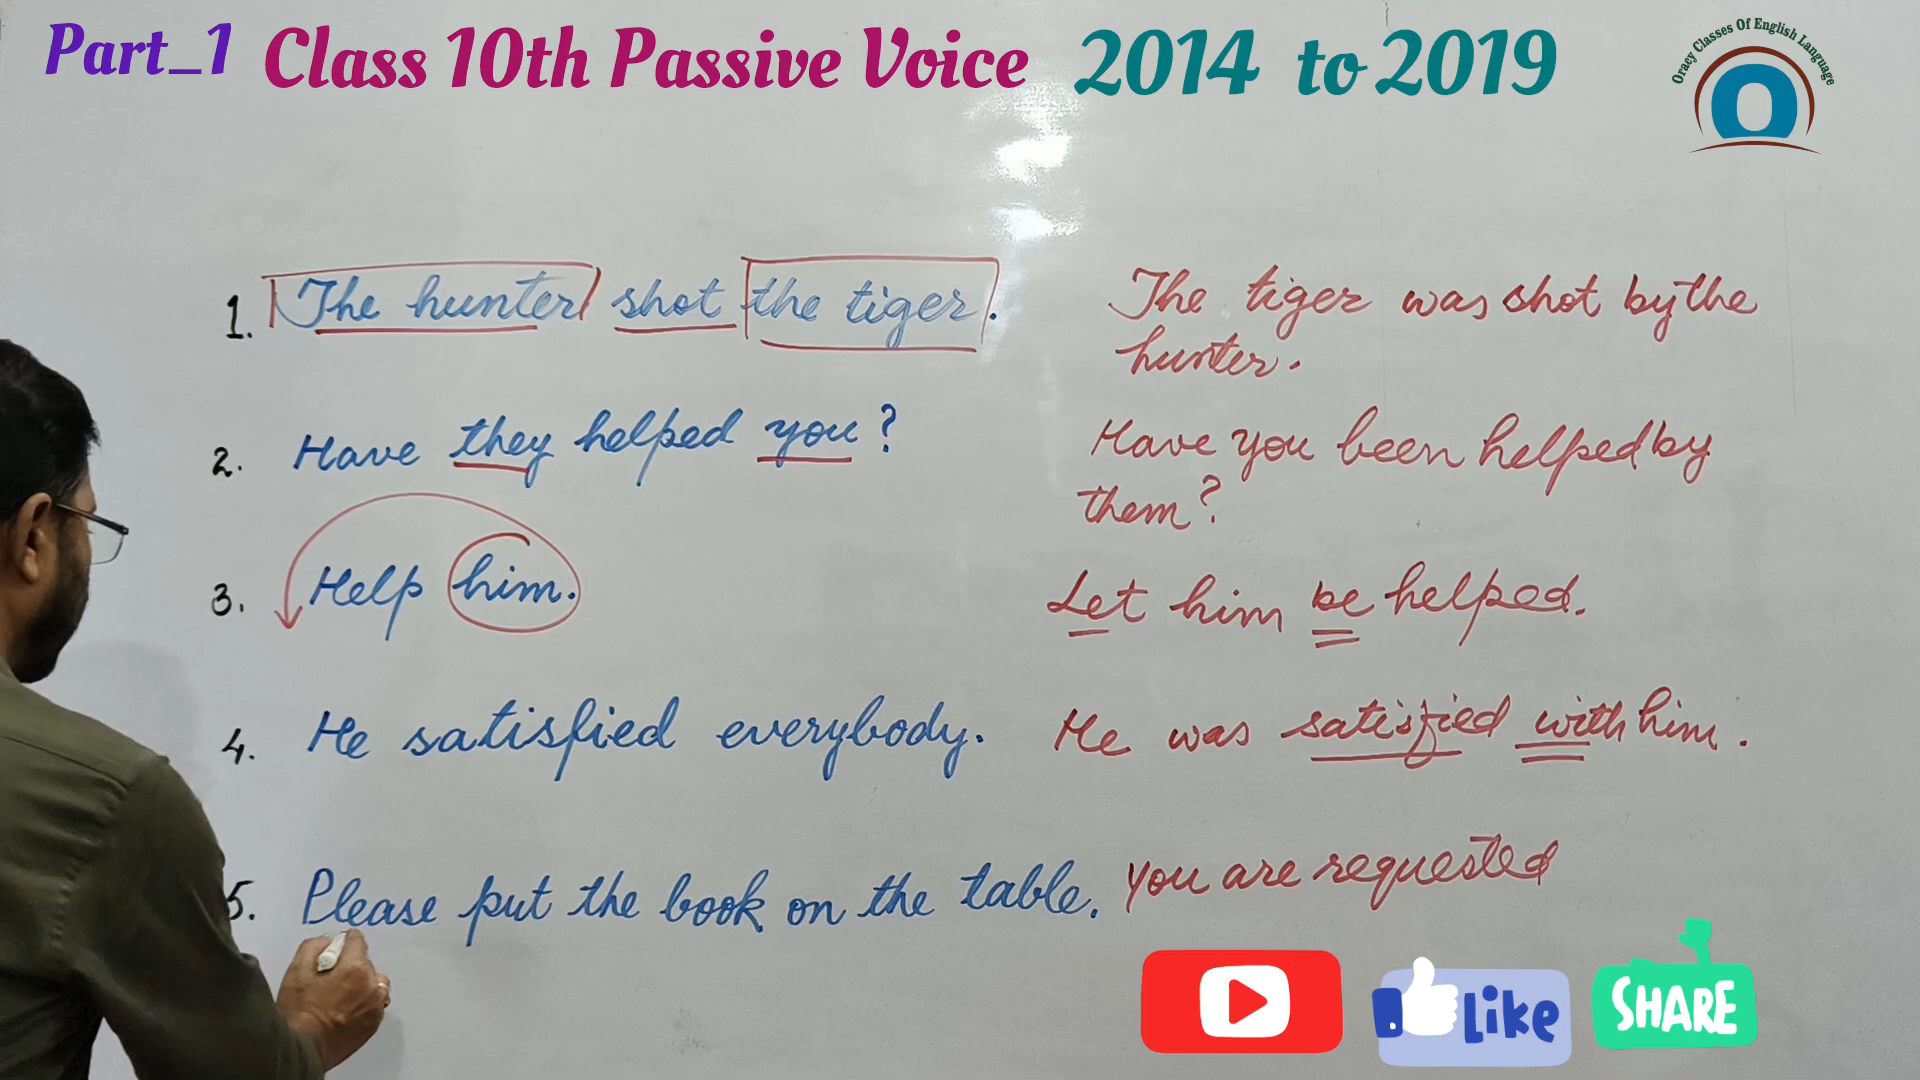 Part_1 Class 10th Passive Voice 2014 to 2019
Oracy Classes Of English Language
O
1. The hunter shot the tiger.
The tiger was shot by the
hunter.
2. Have they helped you?
Have you been helped by
them?
3. Help him.
Let him be helped.
4. He satisfied everybody.
He was satisfied with him.
5. Please put the book on the table.
You are requested
Like
SHARE